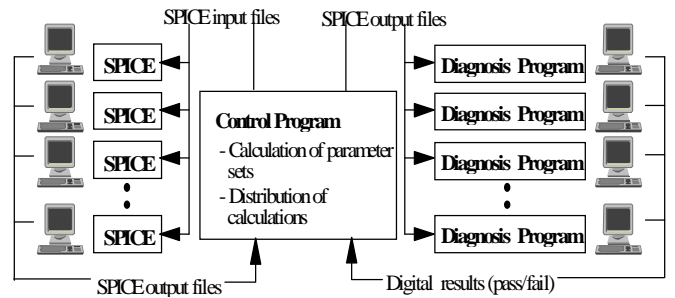 SPICE input files
SPICE output files
SPICE
SPICE
SPICE
SPICE
Control Program
- Calculation of parameter
sets
- Distribution of
calculations
Diagnosis Program
Diagnosis Program
Diagnosis Program
Diagnosis Program
SPICE output files
Digital results (pass/fail)